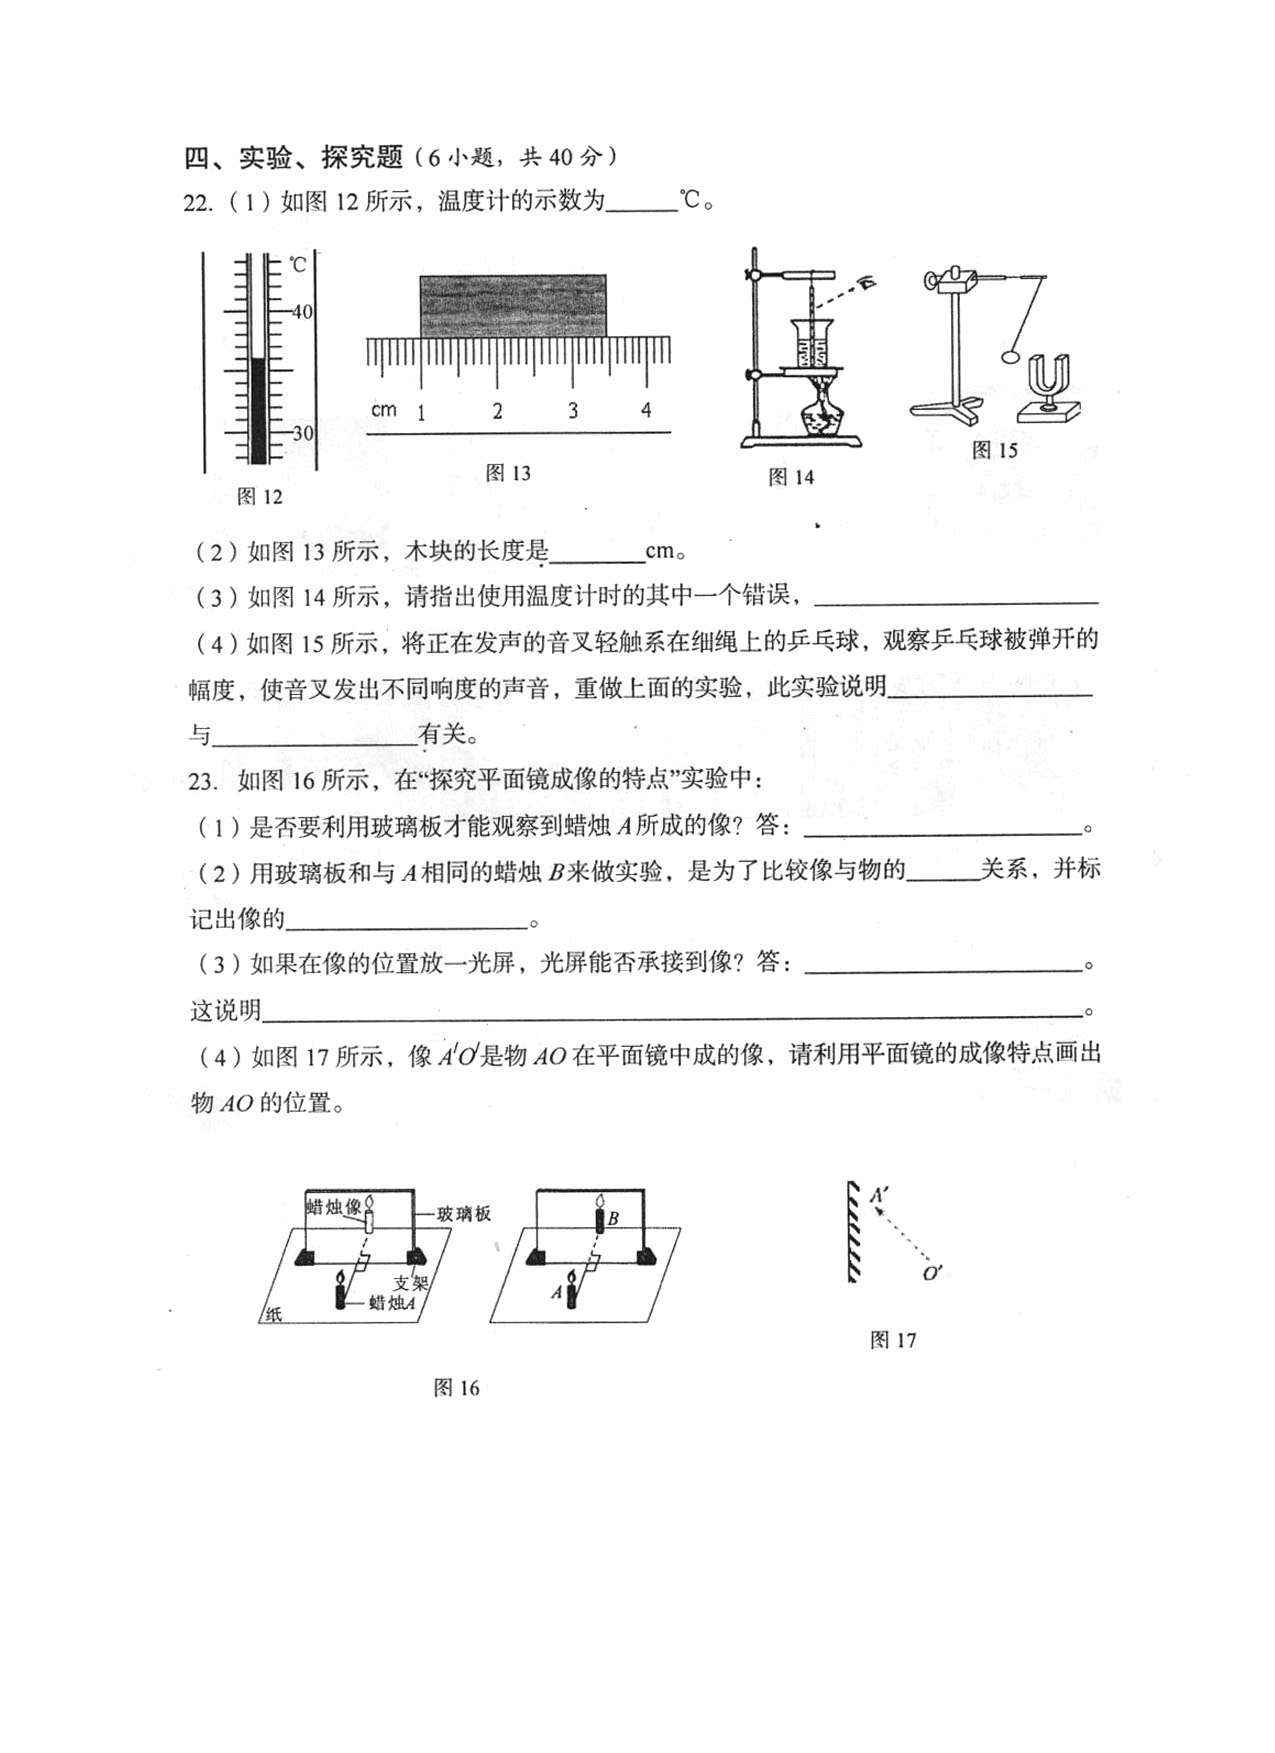 四、实验、探究题（6 小题，共 40 分）
22.（1）如图 12 所示，温度计的示数为______℃。
℃
40
30
图 12
cm 1 2 3 4
图 13
图 14
图 15
（2）如图 13 所示，木块的长度是________cm。
（3）如图 14 所示，请指出使用温度计时的其中一个错误，________________________
（4）如图 15 所示，将正在发声的音叉轻触系在细绳上的乒乓球，观察乒乓球被弹开的
幅度，使音叉发出不同响度的声音，重做上面的实验，此实验说明_________________
与_________________有关。
23. 如图 16 所示，在“探究平面镜成像的特点”实验中：
（1）是否要利用玻璃板才能观察到蜡烛 A 所成的像？答：_______________________。
（2）用玻璃板和与 A 相同的蜡烛 B 来做实验，是为了比较像与物的______关系，并标
记出像的____________________。
（3）如果在像的位置放一光屏，光屏能否承接到像？答：_______________________。
这说明____________________________________________________________________。
（4）如图 17 所示，像 A'O'是物 AO 在平面镜中成的像，请利用平面镜的成像特点画出
物 AO 的位置。
蜡烛像
玻璃板
支架
蜡烛A
纸
B
A
图 16
A'
O'
图 17